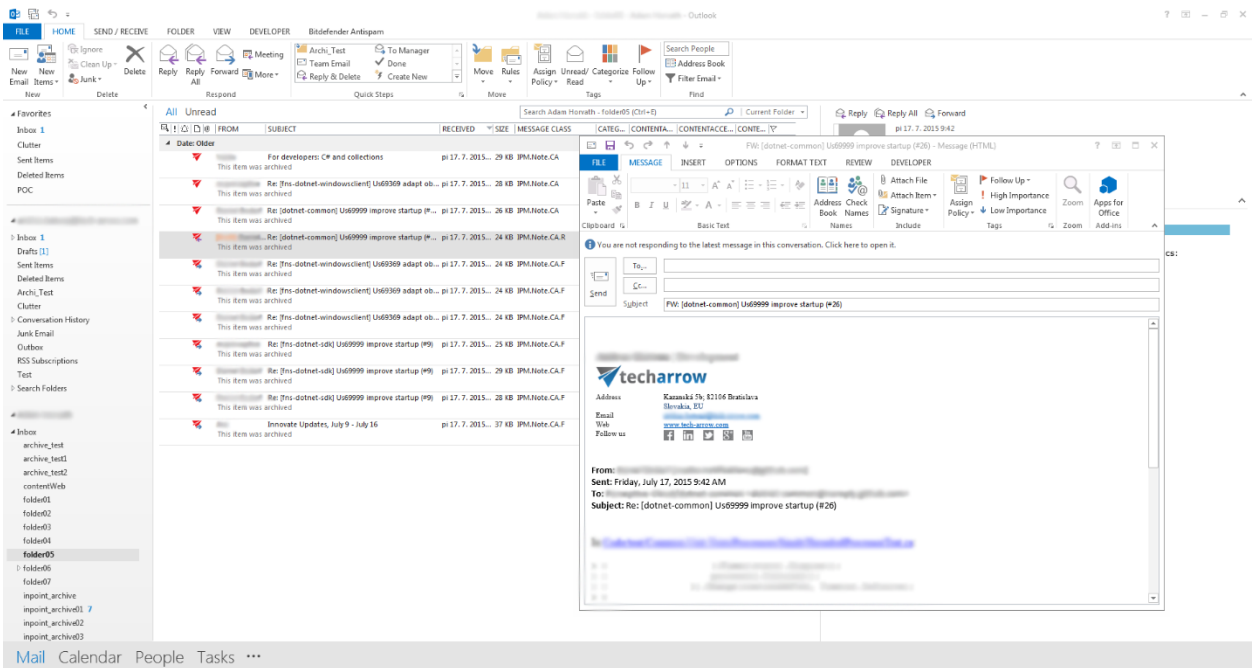 - Outlook
FILE HOME SEND / RECEIVE FOLDER VIEW DEVELOPER Bitdefender Antispam
New Email
New Items
Ignore
Clean Up
Junk
Delete
Reply
Reply All
Forward
Meeting
More
Archi_Test
Team Email
Reply & Delete
To Manager
Done
Create New
Move
Rules
Assign Policy
Unread/ Read
Categorize
Follow Up
Search People
Address Book
Filter Email
New Delete Respond Quick Steps Move Tags Find
Favorites
Inbox 1
Clutter
Sent Items
Deleted Items
POC
Inbox 1
Drafts [1]
Sent Items
Deleted Items
Archi_Test
Clutter
Conversation History
Junk Email
Outbox
RSS Subscriptions
Test
Search Folders
Inbox
archive_test
archive_test1
archive_test2
contentWeb
folder01
folder02
folder03
folder04
folder05
folder06
folder07
inpoint_archive
inpoint_archive01 7
inpoint_archive02
inpoint_archive03
All Unread
Search Adam Horvath - folder05 (Ctrl+E)
Current Folder
FROM SUBJECT RECEIVED SIZE MESSAGE CLASS CATEG... CONTENTA... CONTENTACCE... CONTE...
Date: Older
For developers: C# and collections pi 17. 7. 2015... 29 KB IPM.Note.CA
This item was archived
Re: [fns-dotnet-windowsclient] Us69369 adapt ob... pi 17. 7. 2015... 28 KB IPM.Note.CA
This item was archived
Re: [dotnet-common] Us69999 improve startup (#... pi 17. 7. 2015... 26 KB IPM.Note.CA
This item was archived
Re: [dotnet-common] Us69999 improve startup (#... pi 17. 7. 2015... 24 KB IPM.Note.CA.R
This item was archived
Re: [fns-dotnet-windowsclient] Us69369 adapt ob... pi 17. 7. 2015... 24 KB IPM.Note.CA.F
This item was archived
Re: [fns-dotnet-windowsclient] Us69369 adapt ob... pi 17. 7. 2015... 24 KB IPM.Note.CA.F
This item was archived
Re: [fns-dotnet-windowsclient] Us69369 adapt ob... pi 17. 7. 2015... 24 KB IPM.Note.CA.F
This item was archived
Re: [fns-dotnet-sdk] Us69999 improve startup (#9) pi 17. 7. 2015... 25 KB IPM.Note.CA.F
This item was archived
Re: [fns-dotnet-sdk] Us69999 improve startup (#9) pi 17. 7. 2015... 29 KB IPM.Note.CA.F
This item was archived
Re: [fns-dotnet-sdk] Us69999 improve startup (#9) pi 17. 7. 2015... 28 KB IPM.Note.CA.F
This item was archived
Innovate Updates, July 9 - July 16 pi 17. 7. 2015... 37 KB IPM.Note.CA.F
This item was archived
Reply Reply All Forward
pi 17. 7. 2015 9:42
cs:
FW: [dotnet-common] Us69999 improve startup (#26) - Message (HTML)
FILE MESSAGE INSERT OPTIONS FORMAT TEXT REVIEW DEVELOPER
Paste
11
B I U
Address Book
Check Names
Attach File
Attach Item
Signature
Assign Policy
Follow Up
High Importance
Low Importance
Zoom
Apps for Office
Clipboard Basic Text Names Include Tags Zoom Add-ins
You are not responding to the latest message in this conversation. Click here to open it.
Send
To...
Cc...
Subject FW: [dotnet-common] Us69999 improve startup (#26)
techarrow
Address Kazanská 5b, 82106 Bratislava
Slovakia, EU
Email
Web www.tech-arrow.com
Follow us
From:
Sent: Friday, July 17, 2015 9:42 AM
To:
Subject: Re: [dotnet-common] Us69999 improve startup (#26)
Mail Calendar People Tasks •••